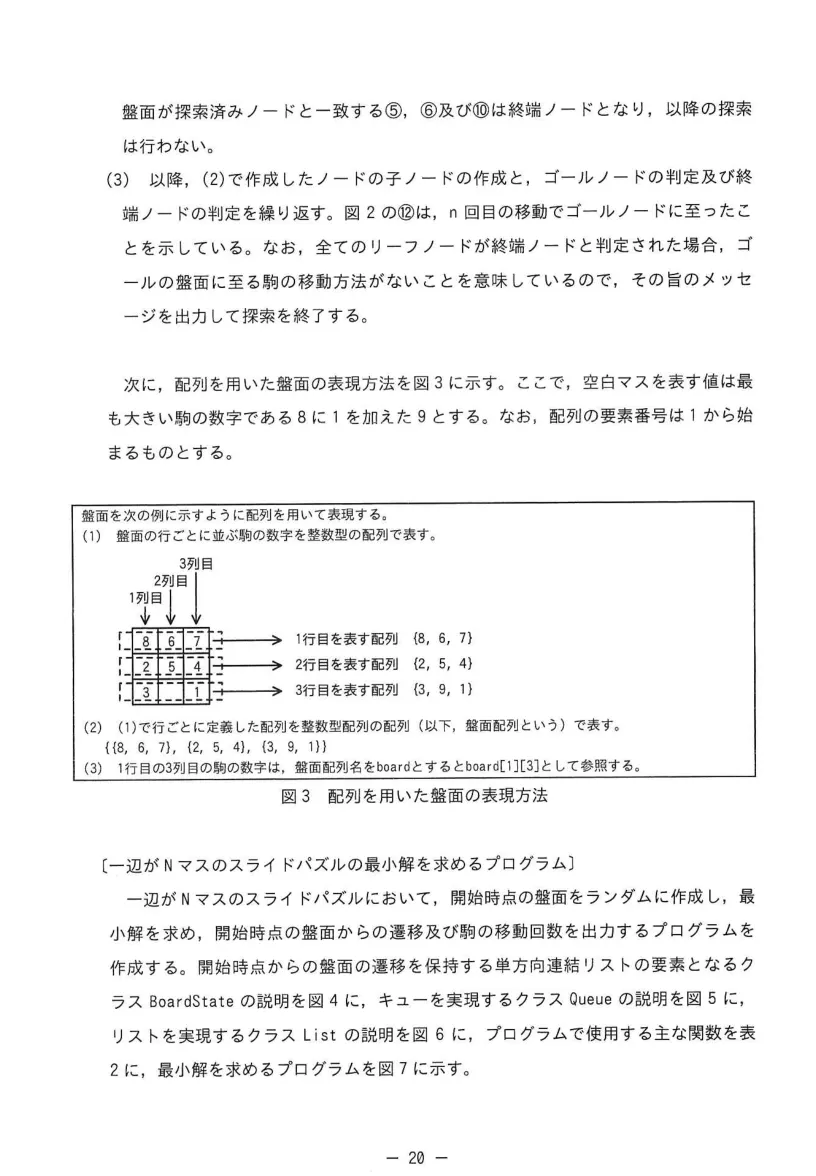 盤面が探索済みノードと一致する⑤，⑥及び⑩は終端ノードとなり，以降の探索
は行わない。
(3)　以降，(2)で作成したノードの子ノードの作成と，ゴールノードの判定及び終
端ノードの判定を繰り返す。図 2 の⑫は，n 回目の移動でゴールノードに至ったこ
とを示している。なお，全てのリーフノードが終端ノードと判定された場合，ゴ
ールの盤面に至る駒の移動方法がないことを意味しているので，その旨のメッセ
ージを出力して探索を終了する。
次に，配列を用いた盤面の表現方法を図 3 に示す。ここで，空白マスを表す値は最
も大きい駒の数字である 8 に 1 を加えた 9 とする。なお，配列の要素番号は 1 から始
まるものとする。
盤面を次の例に示すように配列を用いて表現する。
(1)　盤面の行ごとに並ぶ駒の数字を整数型の配列で表す。
3列目
2列目
1列目
8 6 7 1行目を表す配列　{8, 6, 7}
2 5 4 2行目を表す配列　{2, 5, 4}
3 1 3行目を表す配列　{3, 9, 1}
(2)　(1)で行ごとに定義した配列を整数型配列の配列（以下，盤面配列という）で表す。
{{8, 6, 7}, {2, 5, 4}, {3, 9, 1}}
(3)　1行目の3列目の駒の数字は，盤面配列名をboardとするとboard[1][3]として参照する。
図 3　配列を用いた盤面の表現方法
〔一辺が N マスのスライドパズルの最小解を求めるプログラム〕
一辺が N マスのスライドパズルにおいて，開始時点の盤面をランダムに作成し，最
小解を求め，開始時点の盤面からの遷移及び駒の移動回数を出力するプログラムを
作成する。開始時点からの盤面の遷移を保持する単方向連結リストの要素となるク
ラス BoardState の説明を図 4 に，キューを実現するクラス Queue の説明を図 5 に，
リストを実現するクラス List の説明を図 6 に，プログラムで使用する主な関数を表
2 に，最小解を求めるプログラムを図 7 に示す。
－ 20 －